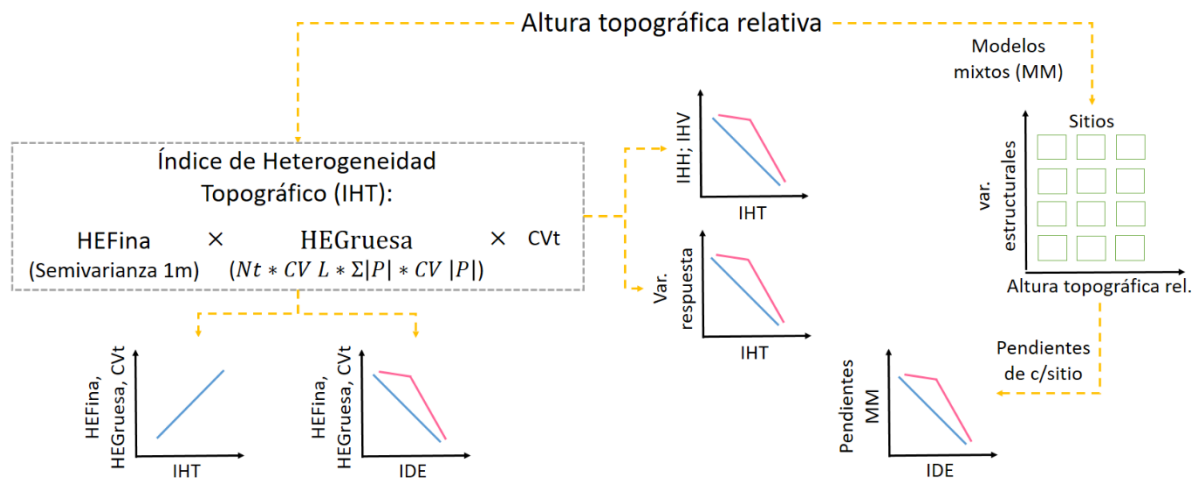 Altura topográfica relativa
Modelos
mixtos (MM)
Índice de Heterogeneidad
Topográfico (IHT):
HEFina × HEGruesa × CVt
(Semivarianza 1m) (Nt * CV L * Σ|P| * CV |P|)
IHH; IHV
IHT
Var.
respuesta
IHT
Sitios
var.
estructurales
Altura topográfica rel.
Pendientes
de c/sitio
HEFina,
HEGruesa, CVt
IHT
HEFina,
HEGruesa, CVt
IDE
Pendientes
MM
IDE